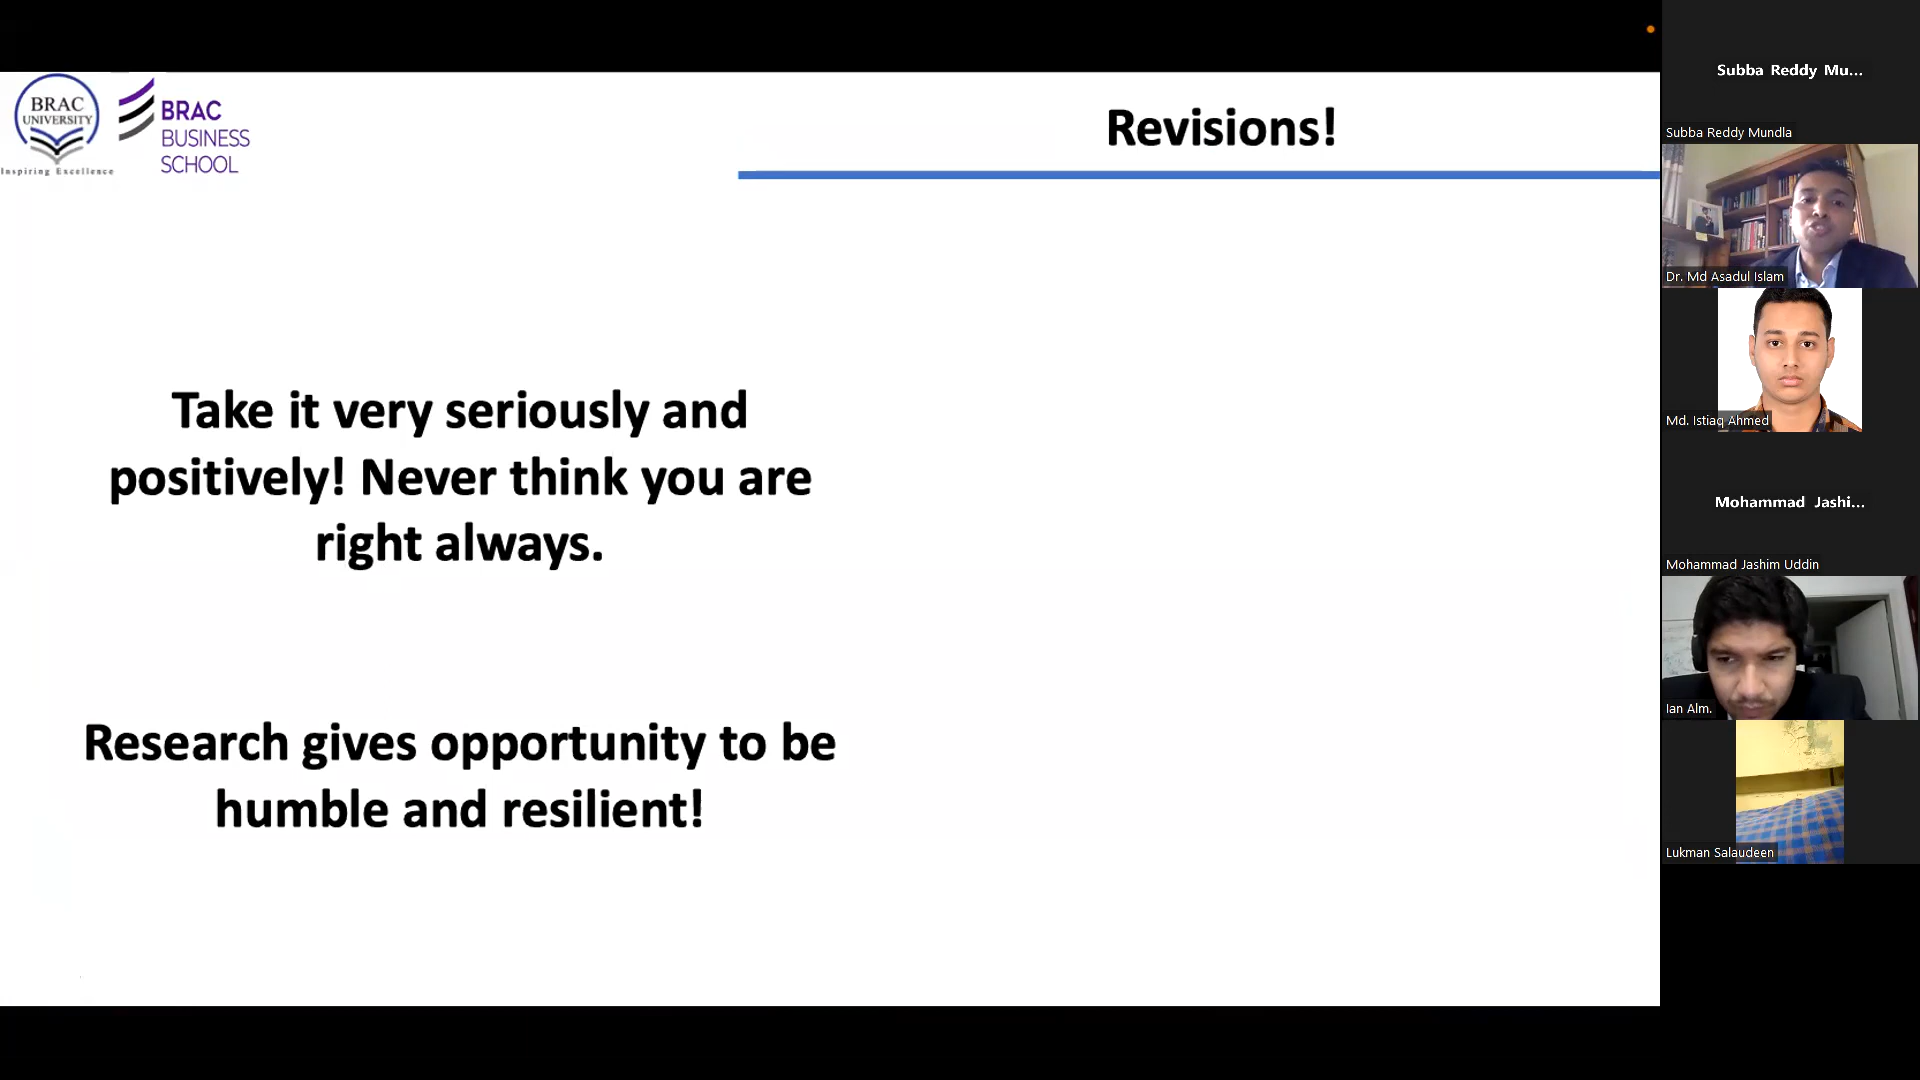 BRAC
UNIVERSITY
Inspiring Excellence
BRAC
BUSINESS
SCHOOL
Revisions!
Take it very seriously and
positively! Never think you are
right always.
Research gives opportunity to be
humble and resilient!
Subba Reddy Mu...
Subba Reddy Mundla
Dr. Md Asadul Islam
Md. Istiaq Ahmed
Mohammad Jashi...
Mohammad Jashim Uddin
Ian Alm.
Lukman Salaudeen